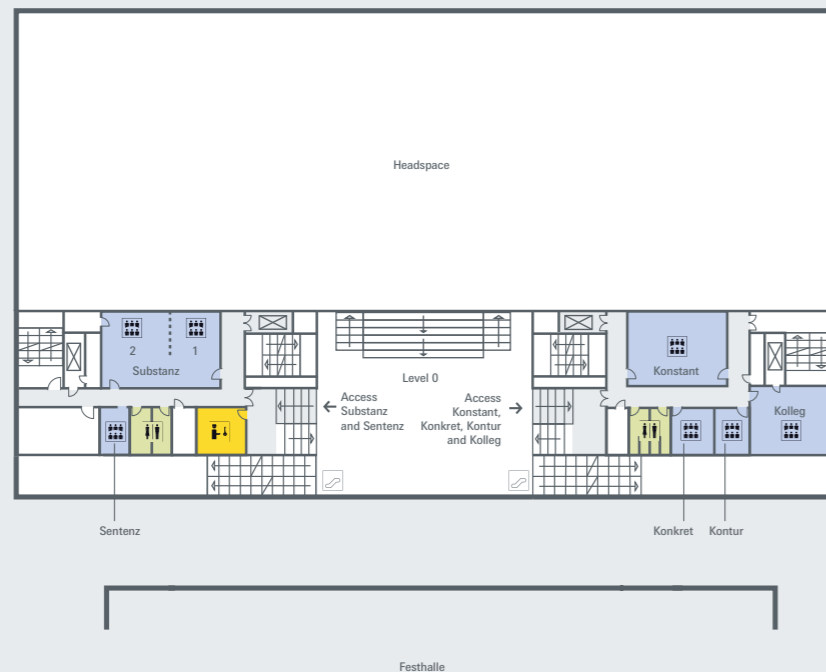 Headspace
2
1
Substanz
Level 0
Konstant
Access
Substanz
and Sentenz
Access
Konstant,
Konkret, Kontur
and Kolleg
Kolleg
Sentenz
Konkret
Kontur
Festhalle